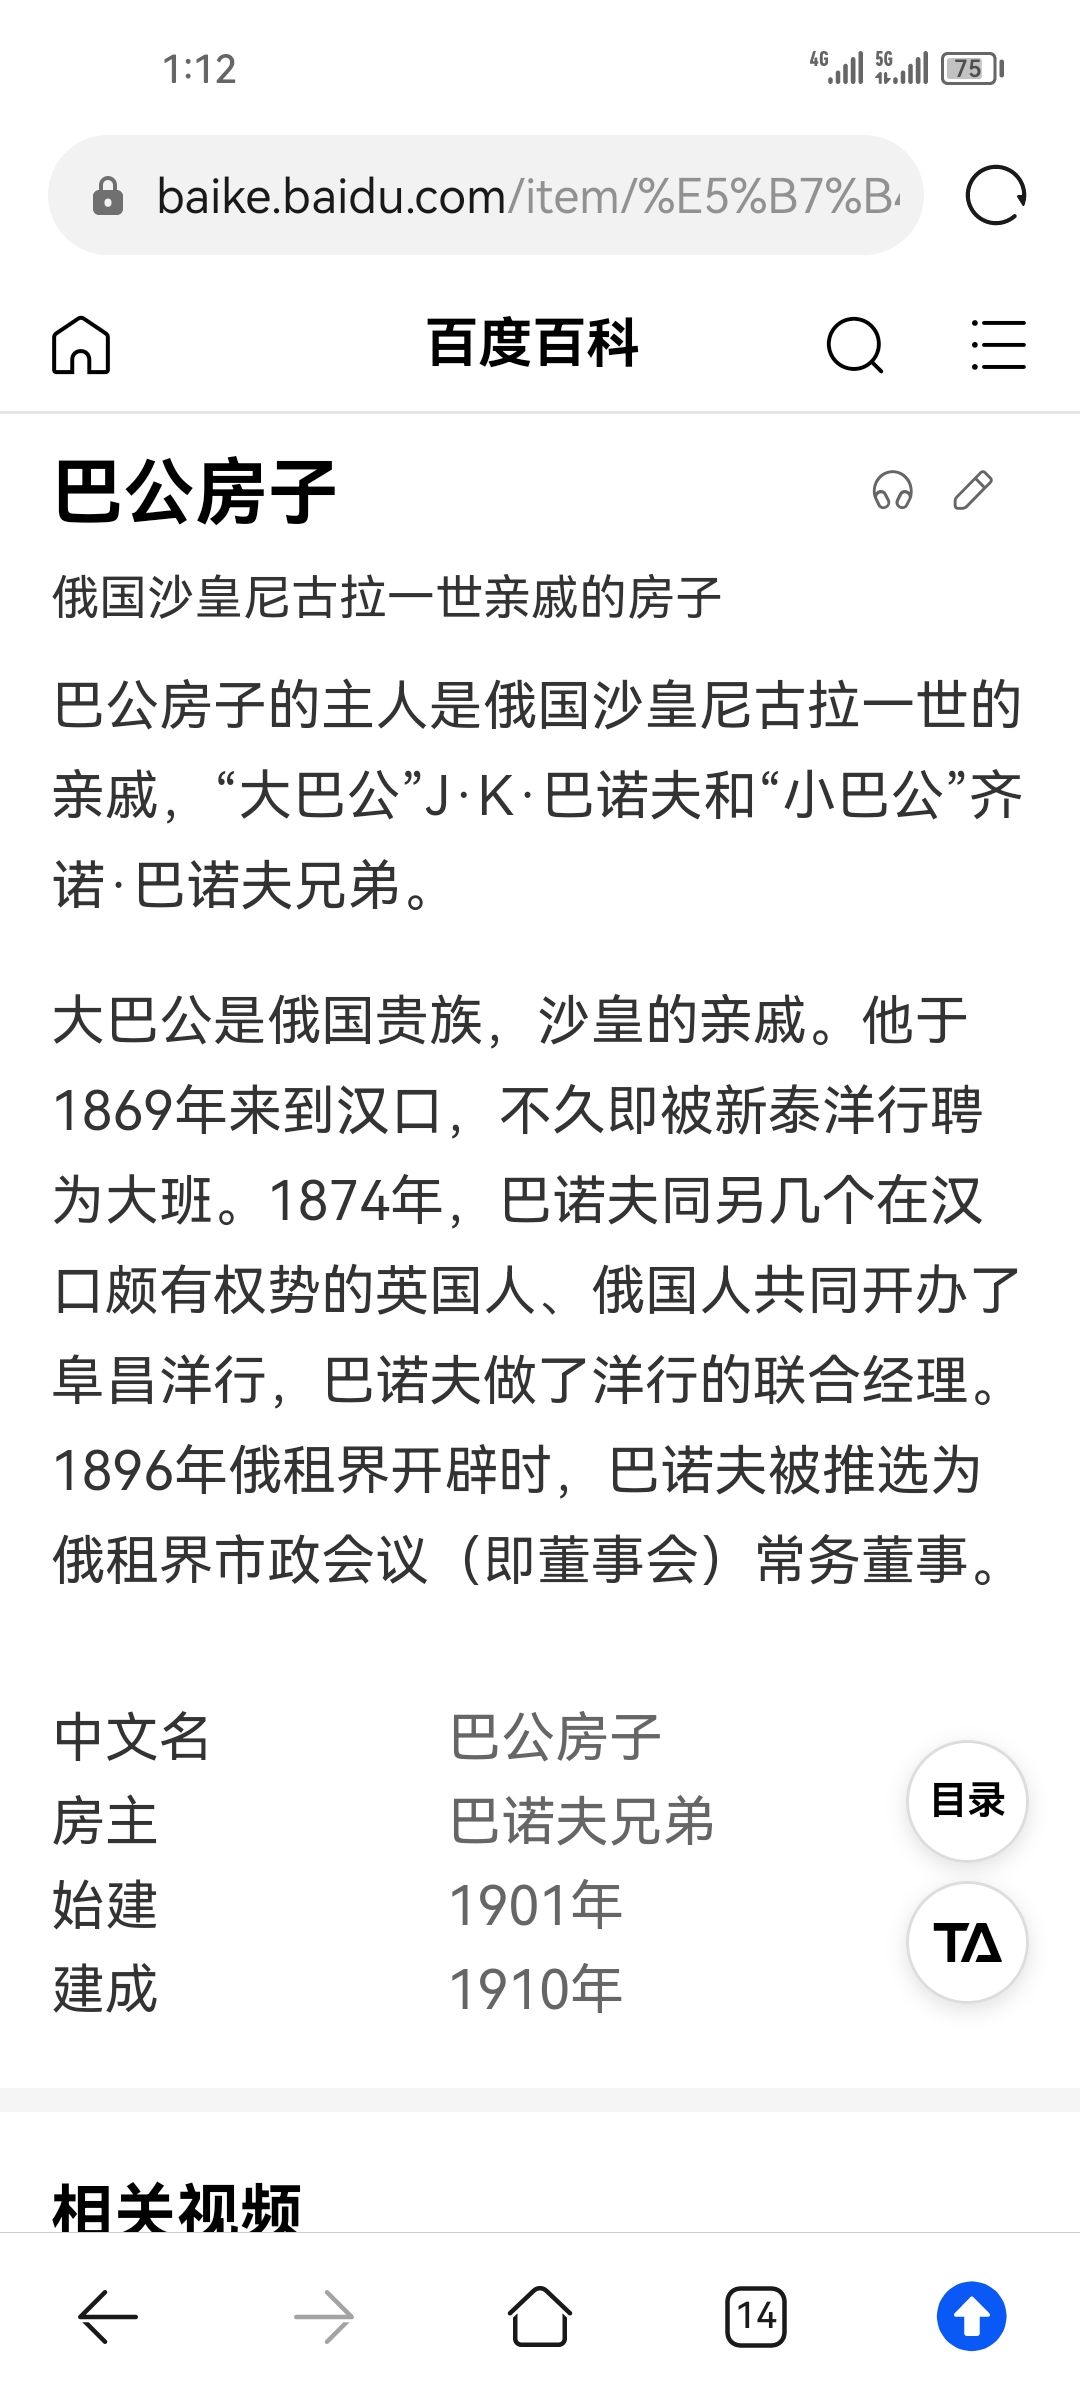 1:12
4G 5G 75
baike.baidu.com/item/%E5%B7%B
百度百科
巴公房子
俄国沙皇尼古拉一世亲戚的房子
巴公房子的主人是俄国沙皇尼古拉一世的
亲戚，“大巴公”J·K·巴诺夫和“小巴公”齐
诺·巴诺夫兄弟。
大巴公是俄国贵族，沙皇的亲戚。他于
1869年来到汉口，不久即被新泰洋行聘
为大班。1874年，巴诺夫同另几个在汉
口颇有权势的英国人、俄国人共同开办了
阜昌洋行，巴诺夫做了洋行的联合经理。
1896年俄租界开辟时，巴诺夫被推选为
俄租界市政会议（即董事会）常务董事。
中文名 巴公房子
房主 巴诺夫兄弟
始建 1901年
建成 1910年
目录
TA
相关视频
14